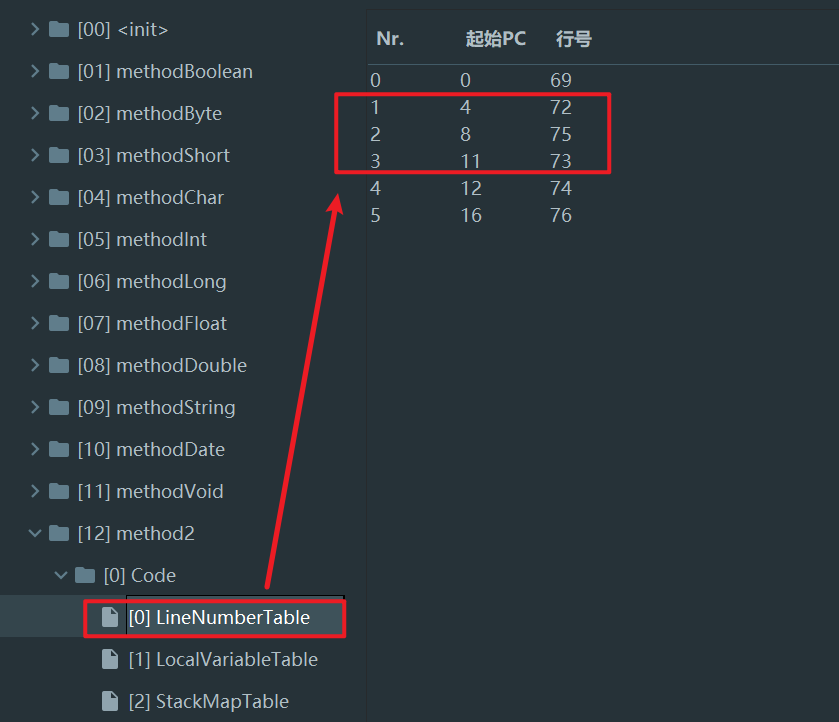 [00] <init>
[01] methodBoolean
[02] methodByte
[03] methodShort
[04] methodChar
[05] methodInt
[06] methodLong
[07] methodFloat
[08] methodDouble
[09] methodString
[10] methodDate
[11] methodVoid
[12] method2
[0] Code
[0] LineNumberTable
[1] LocalVariableTable
[2] StackMapTable
Nr. 起始PC 行号
0 0 69
1 4 72
2 8 75
3 11 73
4 12 74
5 16 76